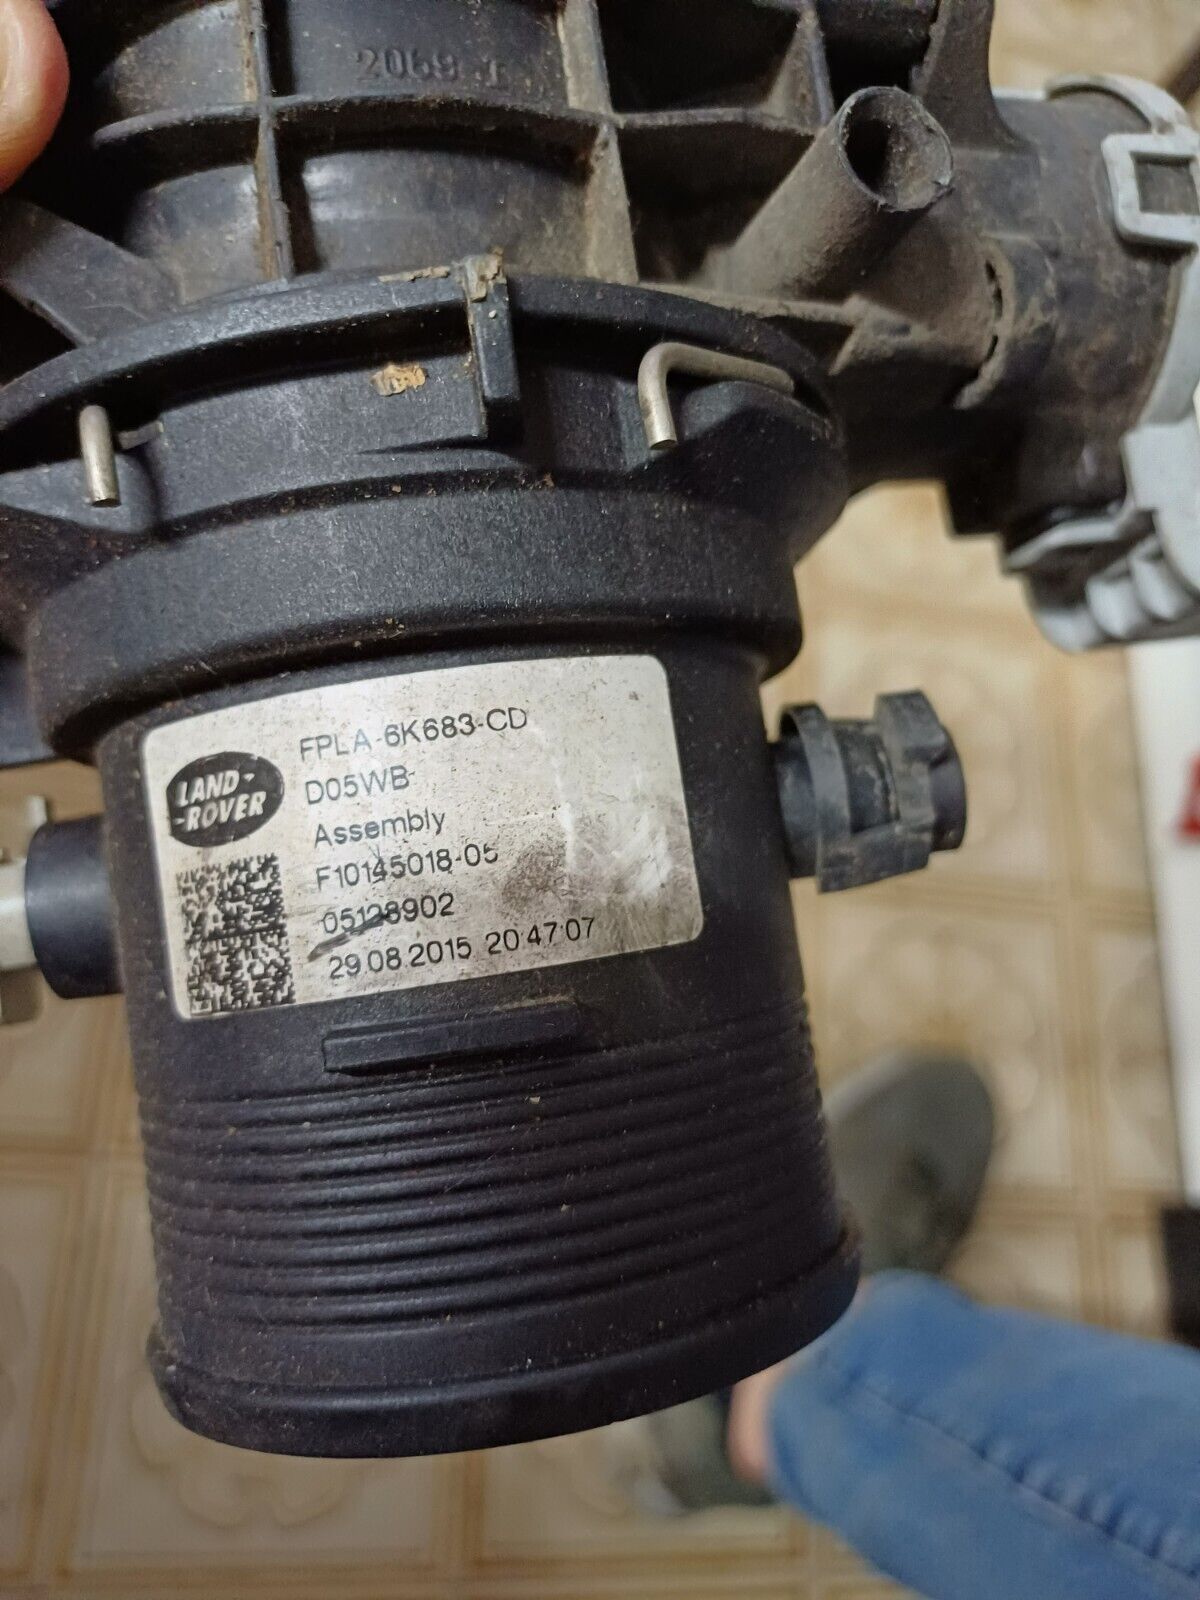 2069
LAND-
-ROVER
FPLA-6K683-CD
D05WB
Assembly
F10145018-05
05128902
29.08.2015 20:47:07